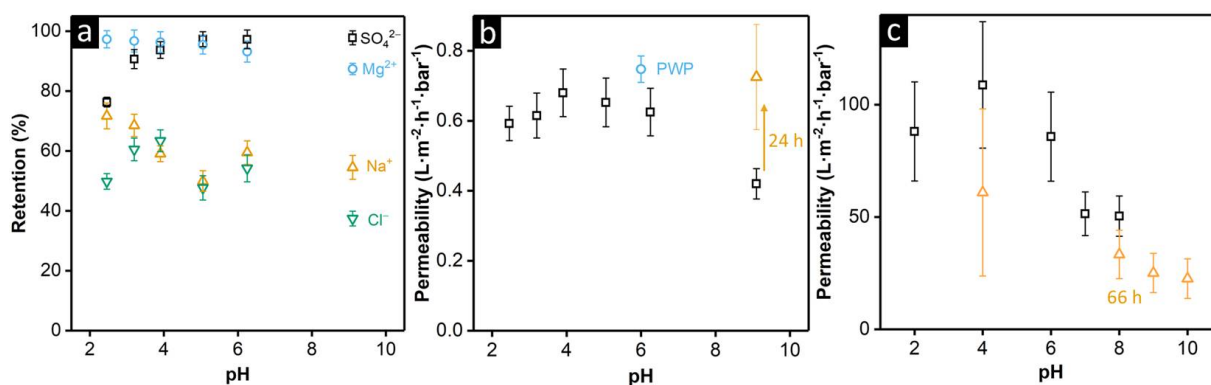 a
100
80
60
40
20
0
Retention (%)
SO₄²⁻
Mg²⁺
Na⁺
Cl⁻
2
4
6
8
10
pH
b
0.8
0.6
0.4
0.2
0.0
Permeability (L·m⁻²·h⁻¹·bar⁻¹)
PWP
24 h
2
4
6
8
10
pH
c
100
50
0
Permeability (L·m⁻²·h⁻¹·bar⁻¹)
66 h
2
4
6
8
10
pH